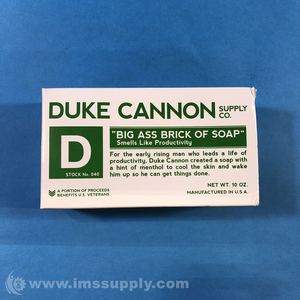 DUKE CANNON SUPPLY CO.
"BIG ASS BRICK OF SOAP"
Smells Like Productivity
D
STOCK No. 040
For the early rising man who leads a life of
productivity, Duke Cannon created a soap with
a hint of menthol to cool the skin and wake
him up so he can get things done.
A PORTION OF PROCEEDS
BENEFITS U.S. VETERANS
NET WT. 10 OZ.
MANUFACTURED IN U.S.A.
© www.imssupply.com